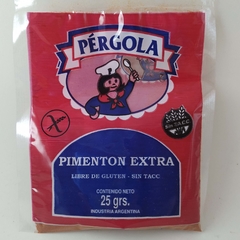 PÉRGOLA
PIMENTON EXTRA
LIBRE DE GLUTEN - SIN TACC
CONTENIDO NETO
25 grs.
INDUSTRIA ARGENTINA